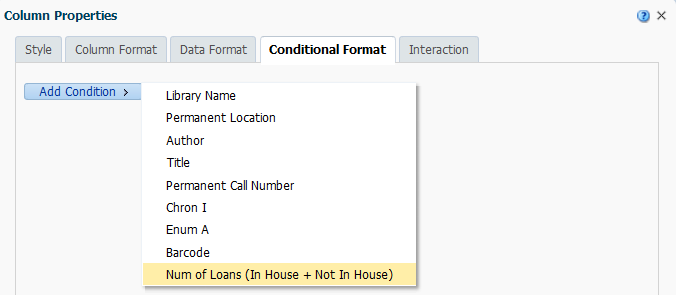 Column Properties
Style Column Format Data Format Conditional Format Interaction
Add Condition >
Library Name
Permanent Location
Author
Title
Permanent Call Number
Chron I
Enum A
Barcode
Num of Loans (In House + Not In House)